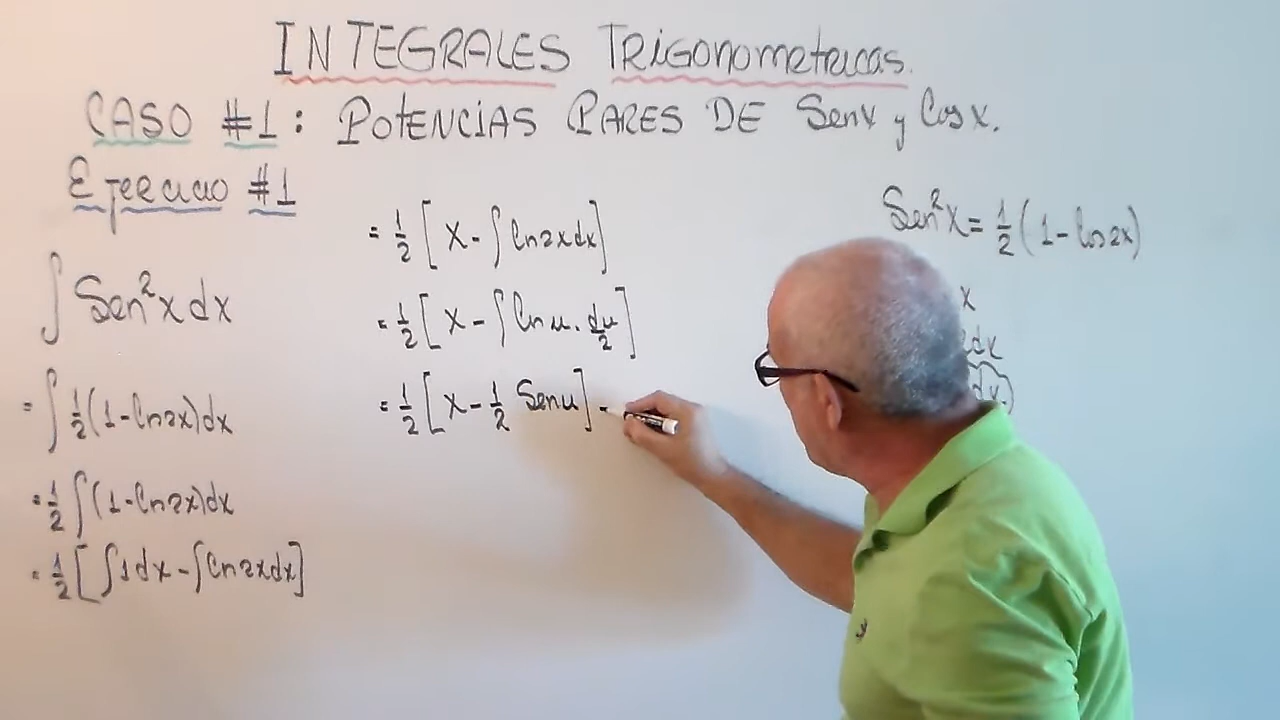 INTEGRALES TRIGONOMETRICAS.
CASO #1: POTENCIAS PARES DE Senx y Cosx.
Ejercicio #1
∫ Sen²x dx
= ∫ 1/2 (1-Cos2x)dx
= 1/2 ∫ (1-Cos2x)dx
= 1/2 [ ∫1dx - ∫Cos2xdx ]
= 1/2 [ x - ∫Cos2xdx ]
= 1/2 [ x - ∫Cosu. du/2 ]
= 1/2 [ x - 1/2 Senu ]
Sen²x = 1/2 (1-Cos2x)
x
2dx
dx